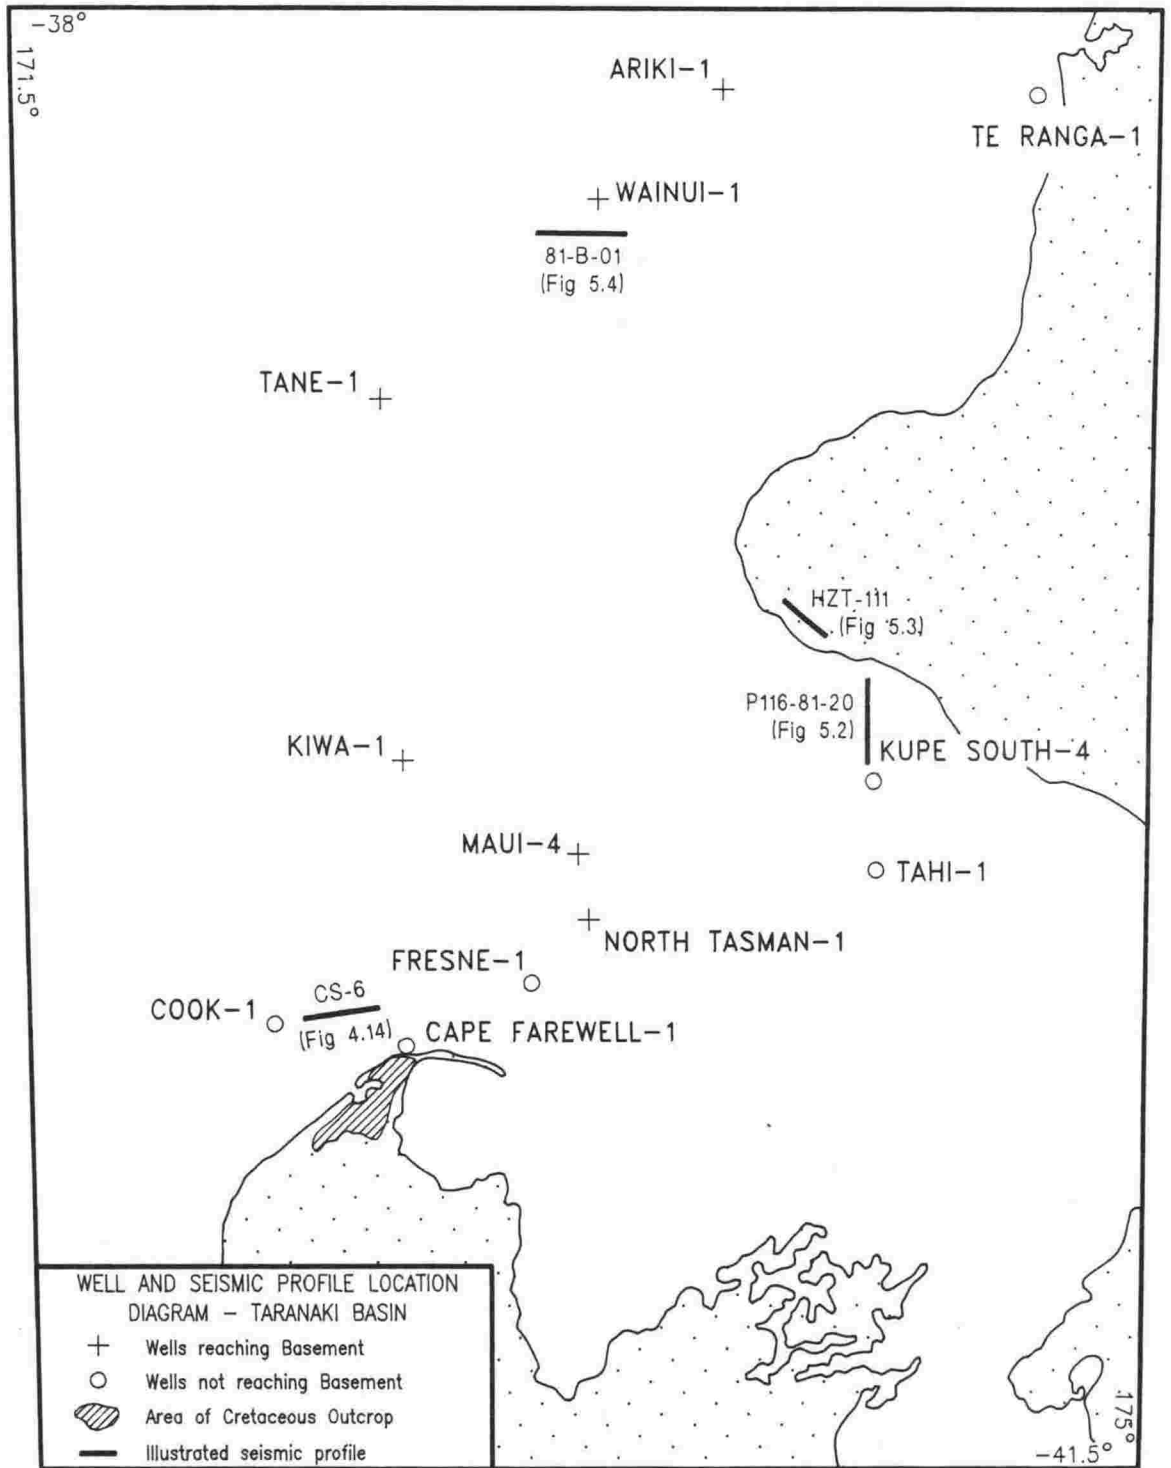 -38°
171.5°
ARIKI-1
TE RANGA-1
WAINUI-1
81-B-01
(Fig 5.4)
TANE-1
HZT-111
(Fig 5.3)
P116-81-20
(Fig 5.2)
KUPE SOUTH-4
KIWA-1
MAUI-4
TAHI-1
NORTH TASMAN-1
FRESNE-1
CS-6
COOK-1
(Fig 4.14)
CAPE FAREWELL-1
WELL AND SEISMIC PROFILE LOCATION
DIAGRAM - TARANAKI BASIN
Wells reaching Basement
Wells not reaching Basement
Area of Cretaceous Outcrop
Illustrated seismic profile
175°
-41.5°